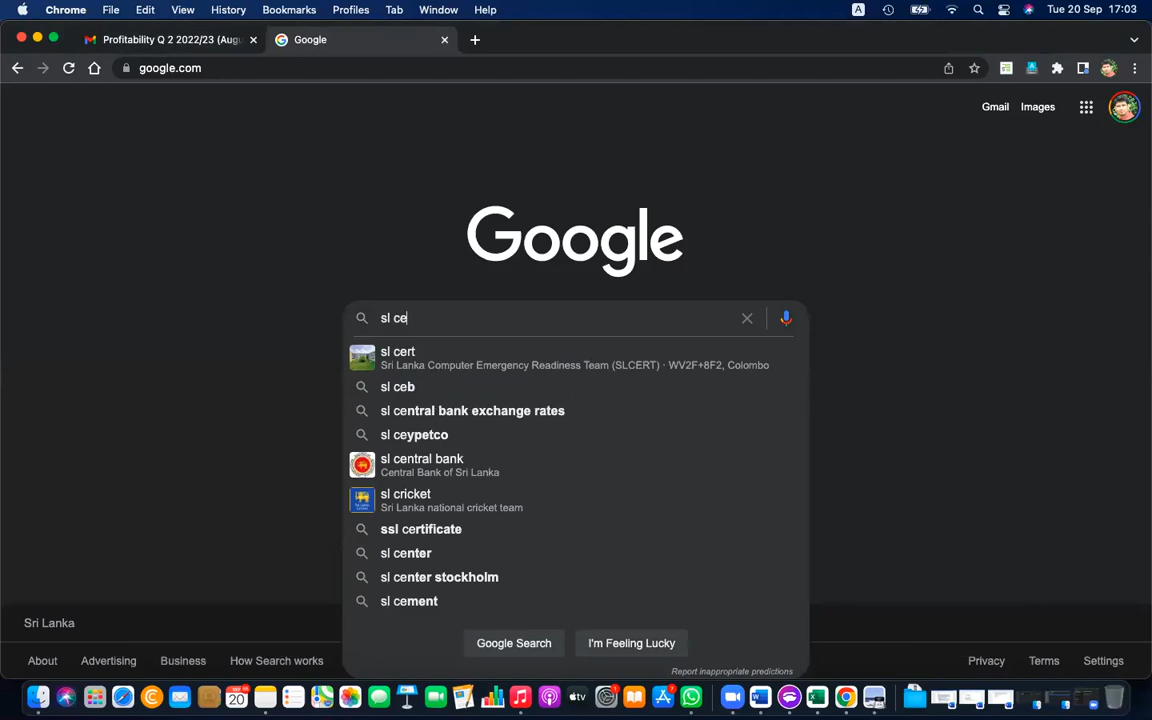 Chrome File Edit View History Bookmarks Profiles Tab Window Help A Tue 20 Sep 17:03
Profitability Q 2 2022/23 (Augu Google
google.com
Gmail Images
Google
sl ce
sl cert
Sri Lanka Computer Emergency Readiness Team (SLCERT) · WV2F+8F2, Colombo
sl ceb
sl central bank exchange rates
sl ceypetco
sl central bank
Central Bank of Sri Lanka
sl cricket
Sri Lanka national cricket team
ssl certificate
sl center
sl center stockholm
sl cement
Google Search I'm Feeling Lucky
Report inappropriate predictions
Sri Lanka
About Advertising Business How Search works Privacy Terms Settings
20
tv